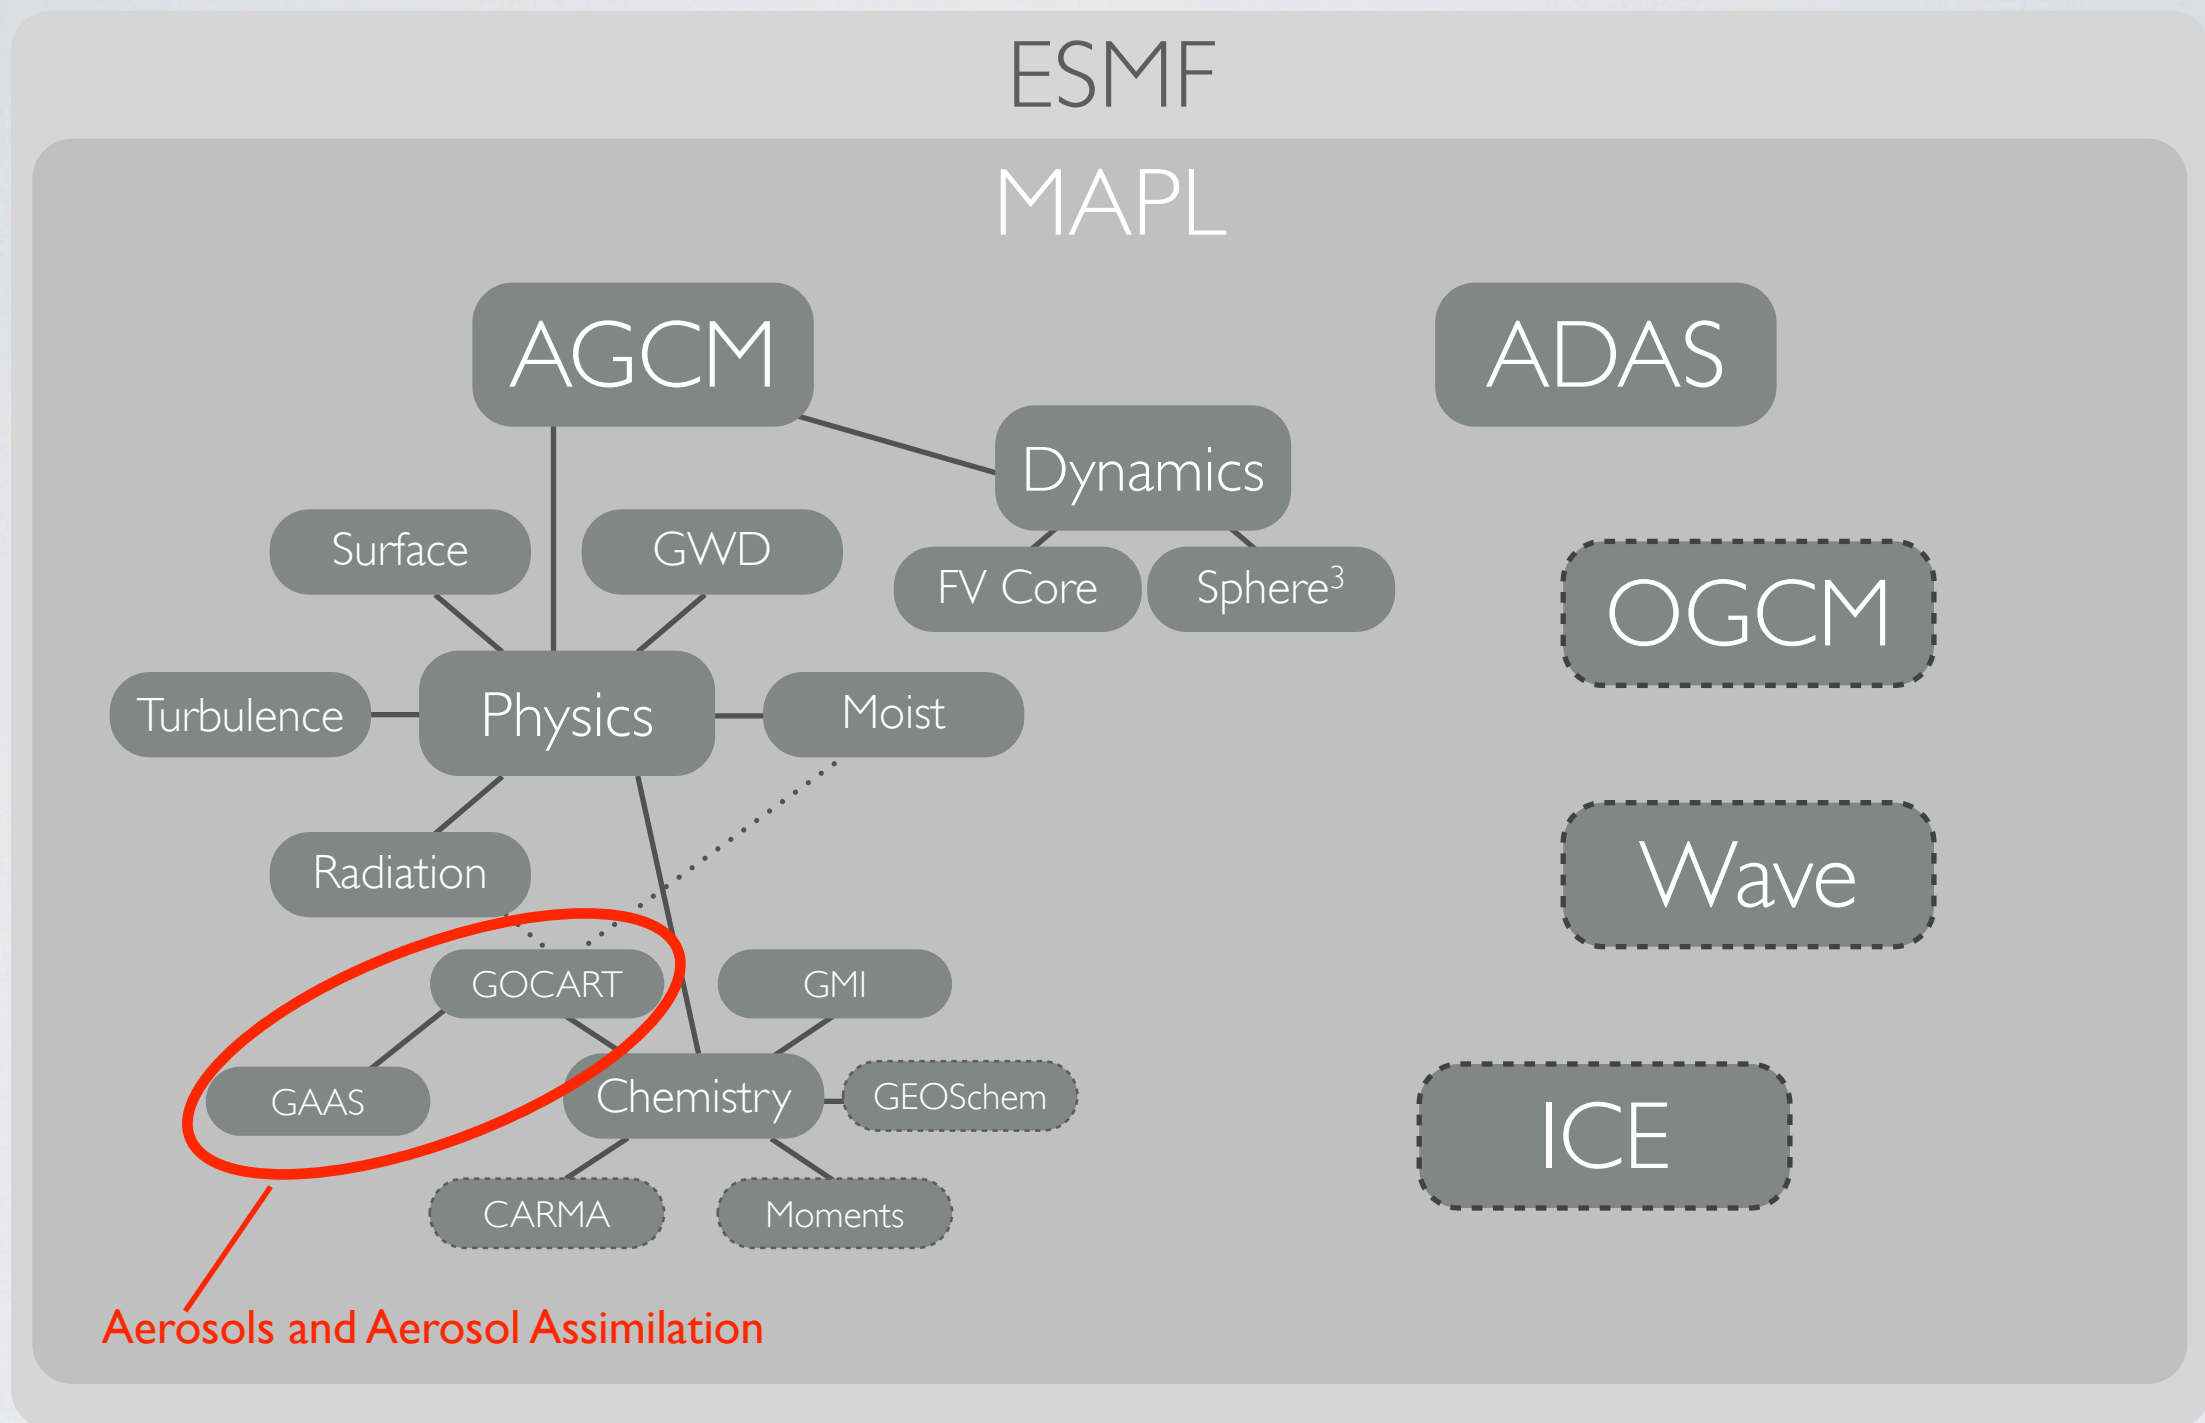 ESMF
MAPL
AGCM
ADAS
Dynamics
Surface
GWD
FV Core
Sphere³
OGCM
Turbulence
Physics
Moist
Radiation
Wave
GOCART
GMI
GAAS
Chemistry
GEOSchem
ICE
CARMA
Moments
Aerosols and Aerosol Assimilation